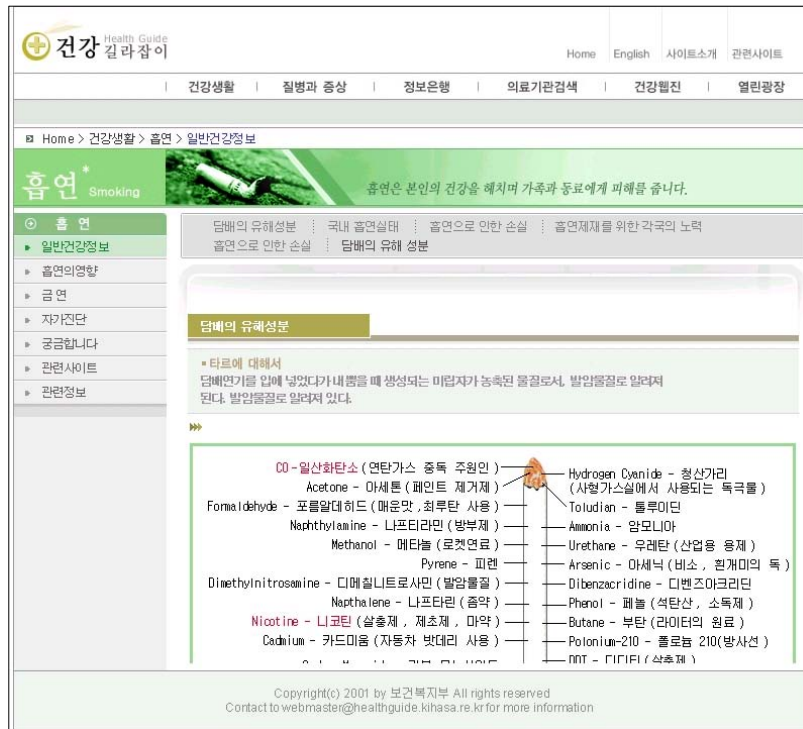 건강 Health Guide 길라잡이
Home English 사이트소개 관련사이트
건강생활 | 질병과 증상 | 정보은행 | 의료기관검색 | 건강웹진 | 열린광장
Home > 건강생활 > 흡연 > 일반건강정보
흡연* Smoking
흡연은 본인의 건강을 해치며 가족과 동료에게 피해를 줍니다.
흡 연
일반건강정보
흡연의영향
금 연
자가진단
궁금합니다
관련사이트
관련정보
담배의 유해성분 국내 흡연실태 흡연으로 인한 손실 흡연제재를 위한 각국의 노력
흡연으로 인한 손실 담배의 유해 성분
담배의 유해성분
타르에 대해서
담배연기를 입에 넣었다가 내뿜을 때 생성되는 미립자가 농축된 물질로서, 발암물질로 알려져
된다. 발암물질로 알려져 있다.
CO-일산화탄소 (연탄가스 중독 주원인)
Acetone - 아세톤 (페인트 제거제)
Formaldehyde - 포름알데히드 (매운맛, 최루탄 사용)
Naphthylamine - 나프티라민 (방부제)
Methanol - 메타놀 (로켓연료)
Pyrene - 피렌
Dimethylnitrosamine - 디메칠니트로사민 (발암물질)
Napthalene - 나프타린 (좀약)
Nicotine - 니코틴 (살충제, 제초제, 마약)
Cadmium - 카드미움 (자동차 밧데리 사용)
Hydrogen Cyanide - 청산가리
(사형가스실에서 사용되는 독극물)
Toludian - 톨루이딘
Ammonia - 암모니아
Urethane - 우레탄 (산업용 용제)
Arsenic - 아세닉 (비소, 흰개미의 독)
Dibenzacridine - 디벤즈아크리딘
Phenol - 페놀 (석탄산, 소독제)
Butane - 부탄 (라이터의 원료)
Polonium-210 - 폴로늄 210(방사선)
DDT - 디디티 (살충제)
Copyright(c) 2001 by 보건복지부 All rights reserved
Contact to webmaster@healthguide.kihasa.re.kr for more information